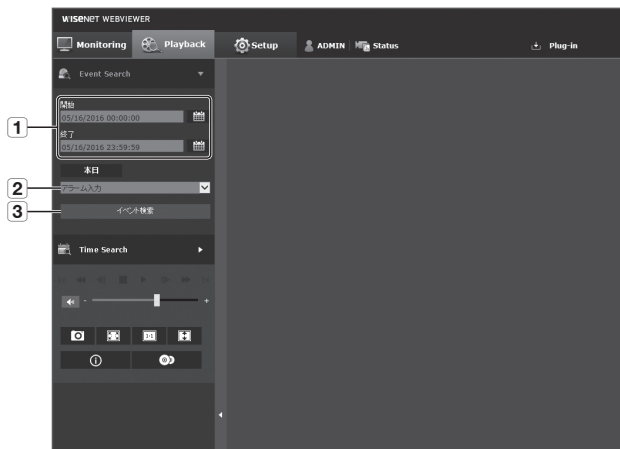 WISENET WEBVIEWER
Monitoring Playback Setup ADMIN Status Plug-in
Event Search
開始
05/16/2016 00:00:00
終了
05/16/2016 23:59:59
本日
アラーム入力
イベント検索
Time Search
- +
1:1
1
2
3